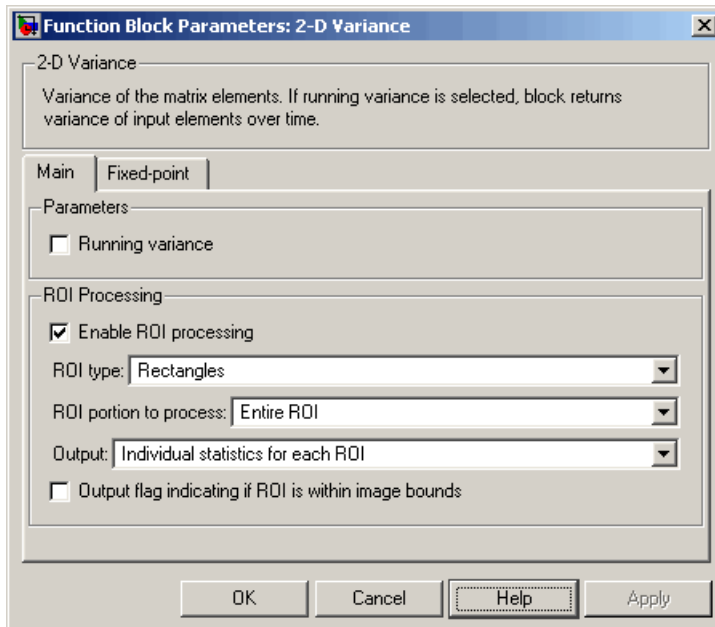 Function Block Parameters: 2-D Variance
2-D Variance
Variance of the matrix elements. If running variance is selected, block returns
variance of input elements over time.
Main Fixed-point
Parameters
Running variance
ROI Processing
Enable ROI processing
ROI type: Rectangles
ROI portion to process: Entire ROI
Output: Individual statistics for each ROI
Output flag indicating if ROI is within image bounds
OK Cancel Help Apply